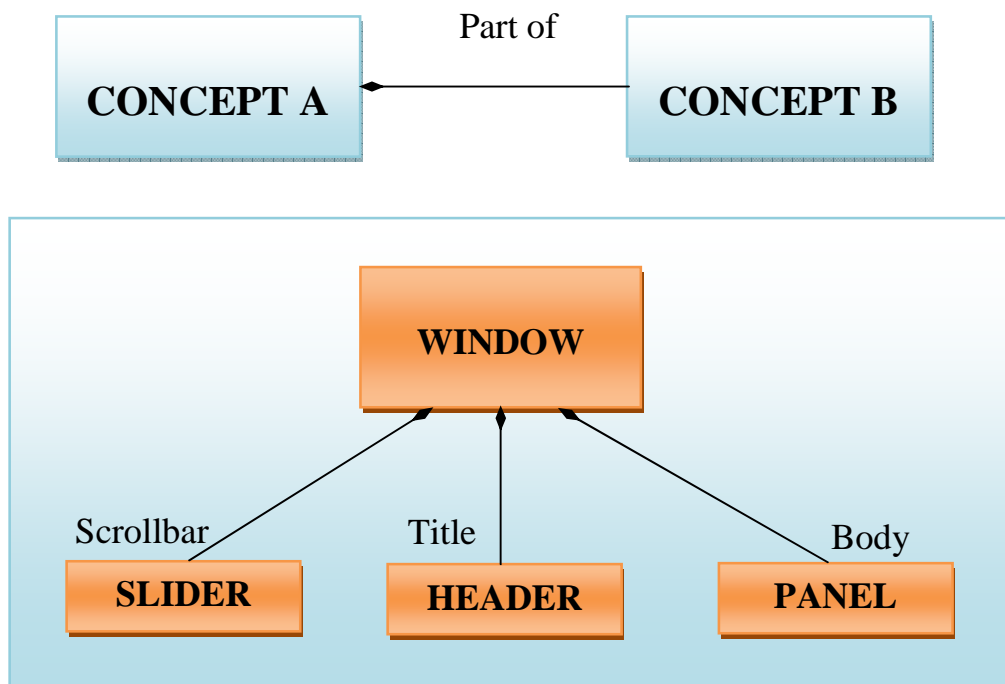 Part of
CONCEPT A
CONCEPT B
WINDOW
Scrollbar
Title
Body
SLIDER
HEADER
PANEL